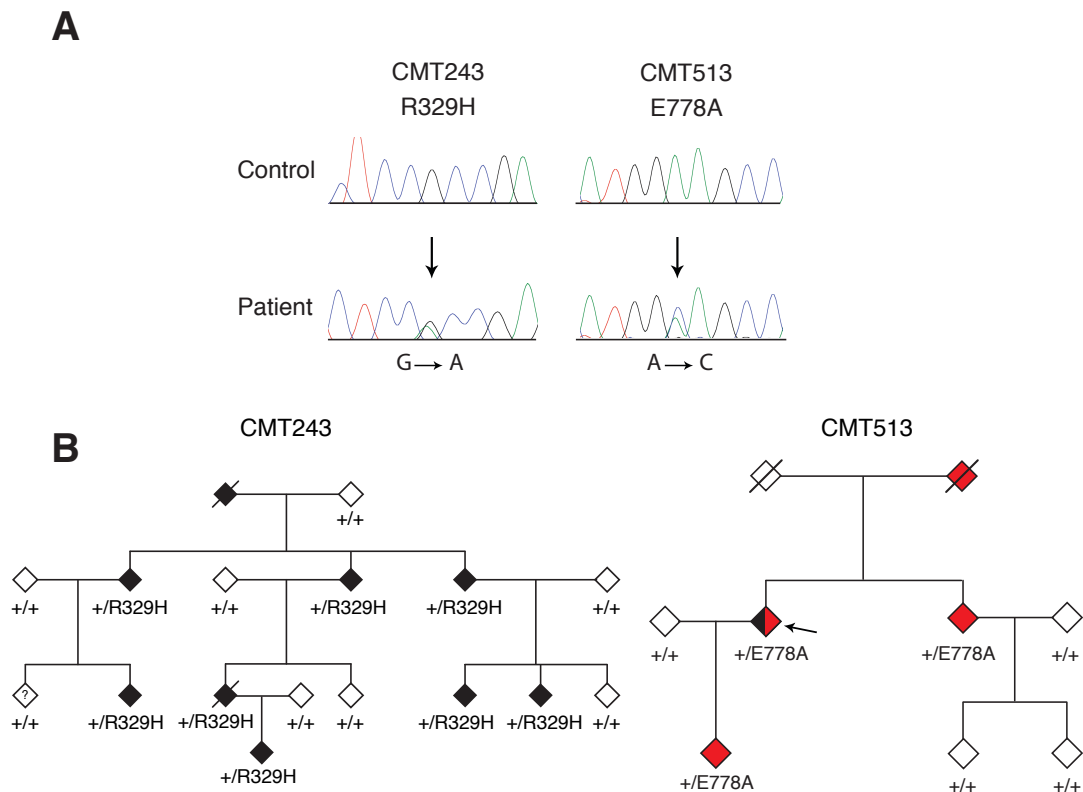 A
CMT243 CMT513
R329H E778A
Control
Patient
G → A A → C
B
CMT243 CMT513
+/+
+/+ +/R329H +/R329H +/R329H +/+
+/+ +/E778A +/E778A +/+
?
+/+ +/R329H +/R329H +/+ +/+ +/R329H +/R329H +/+
+/R329H +/E778A +/+ +/+